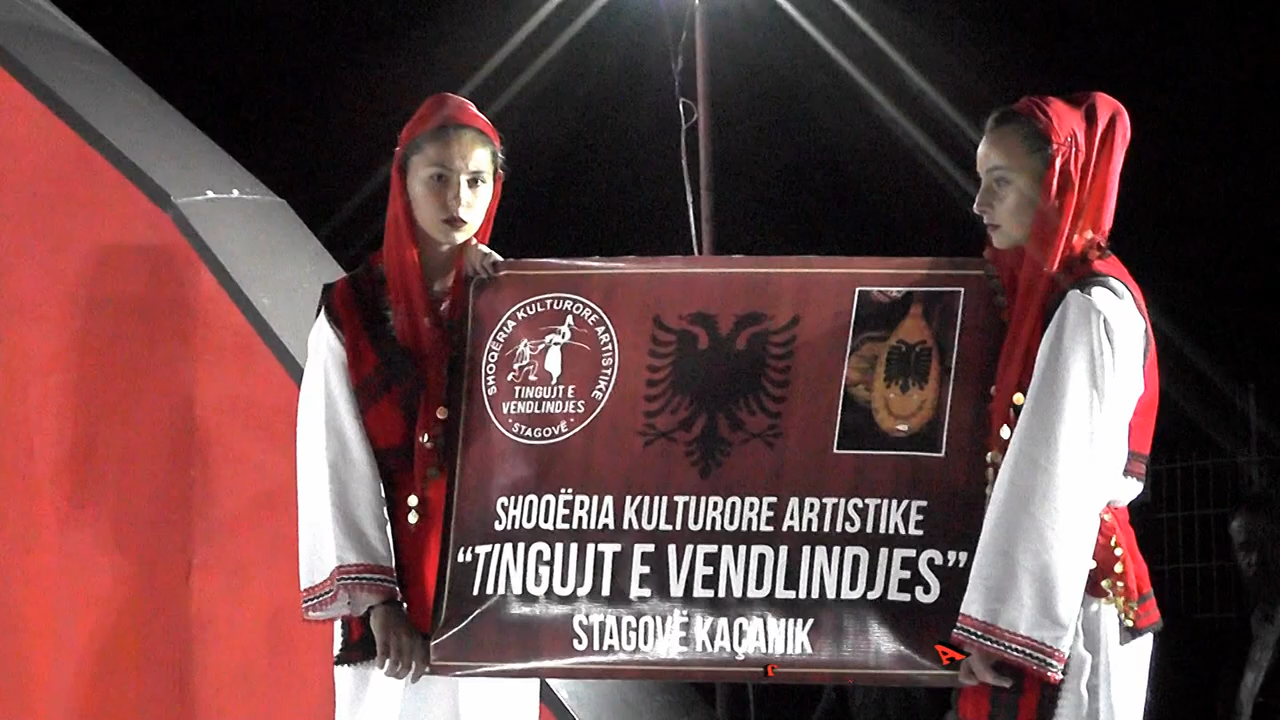 SHOQËRIA KULTURORE ARTISTIKE
TINGUJT E
VENDLINDJES
· STAGOVË ·
SHOQËRIA KULTURORE ARTISTIKE
“TINGUJT E VENDLINDJES”
STAGOVË KAÇANIK
A